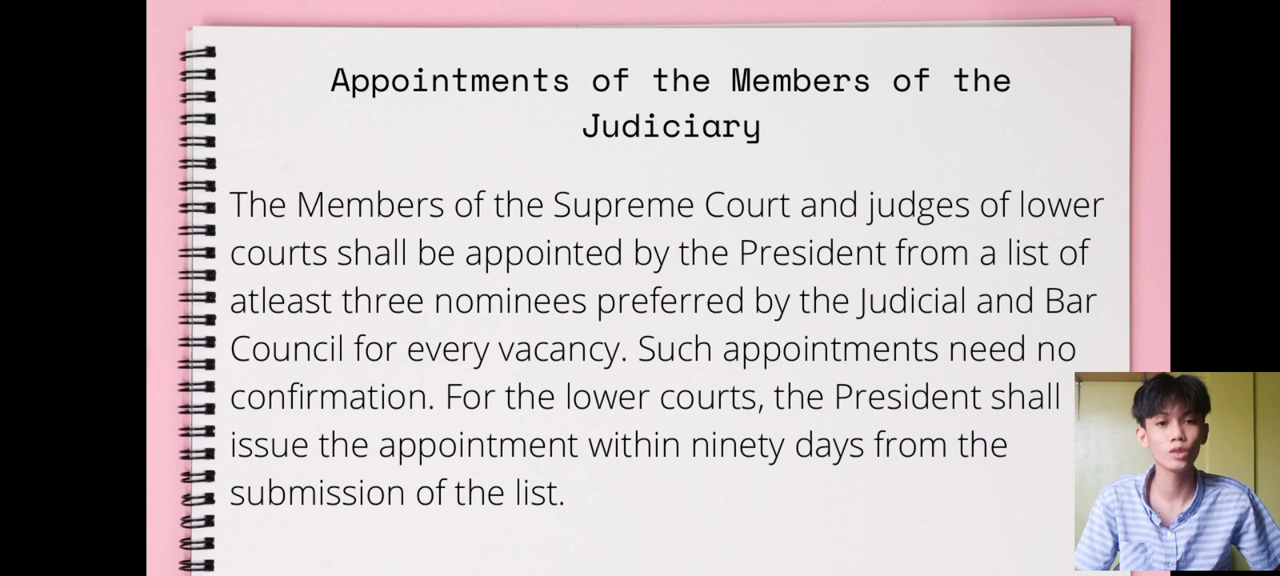 Appointments of the Members of the
Judiciary
The Members of the Supreme Court and judges of lower
courts shall be appointed by the President from a list of
atleast three nominees preferred by the Judicial and Bar
Council for every vacancy. Such appointments need no
confirmation. For the lower courts, the President shall
issue the appointment within ninety days from the
submission of the list.